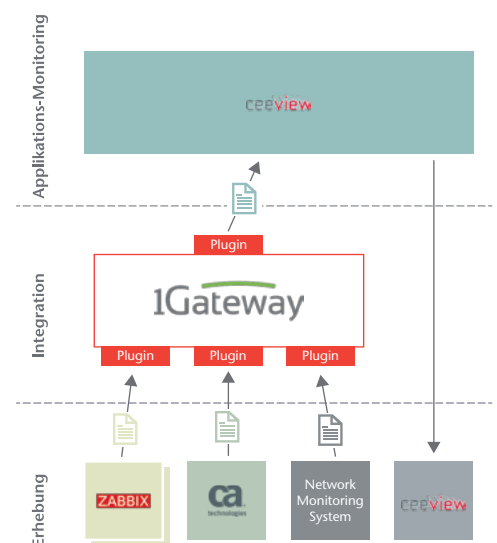 Applikations-Monitoring
ceeview
Plugin
Integration
1Gateway
Plugin
Plugin
Plugin
Erhebung
ZABBIX
ca
technologies
Network
Monitoring
System
ceeview